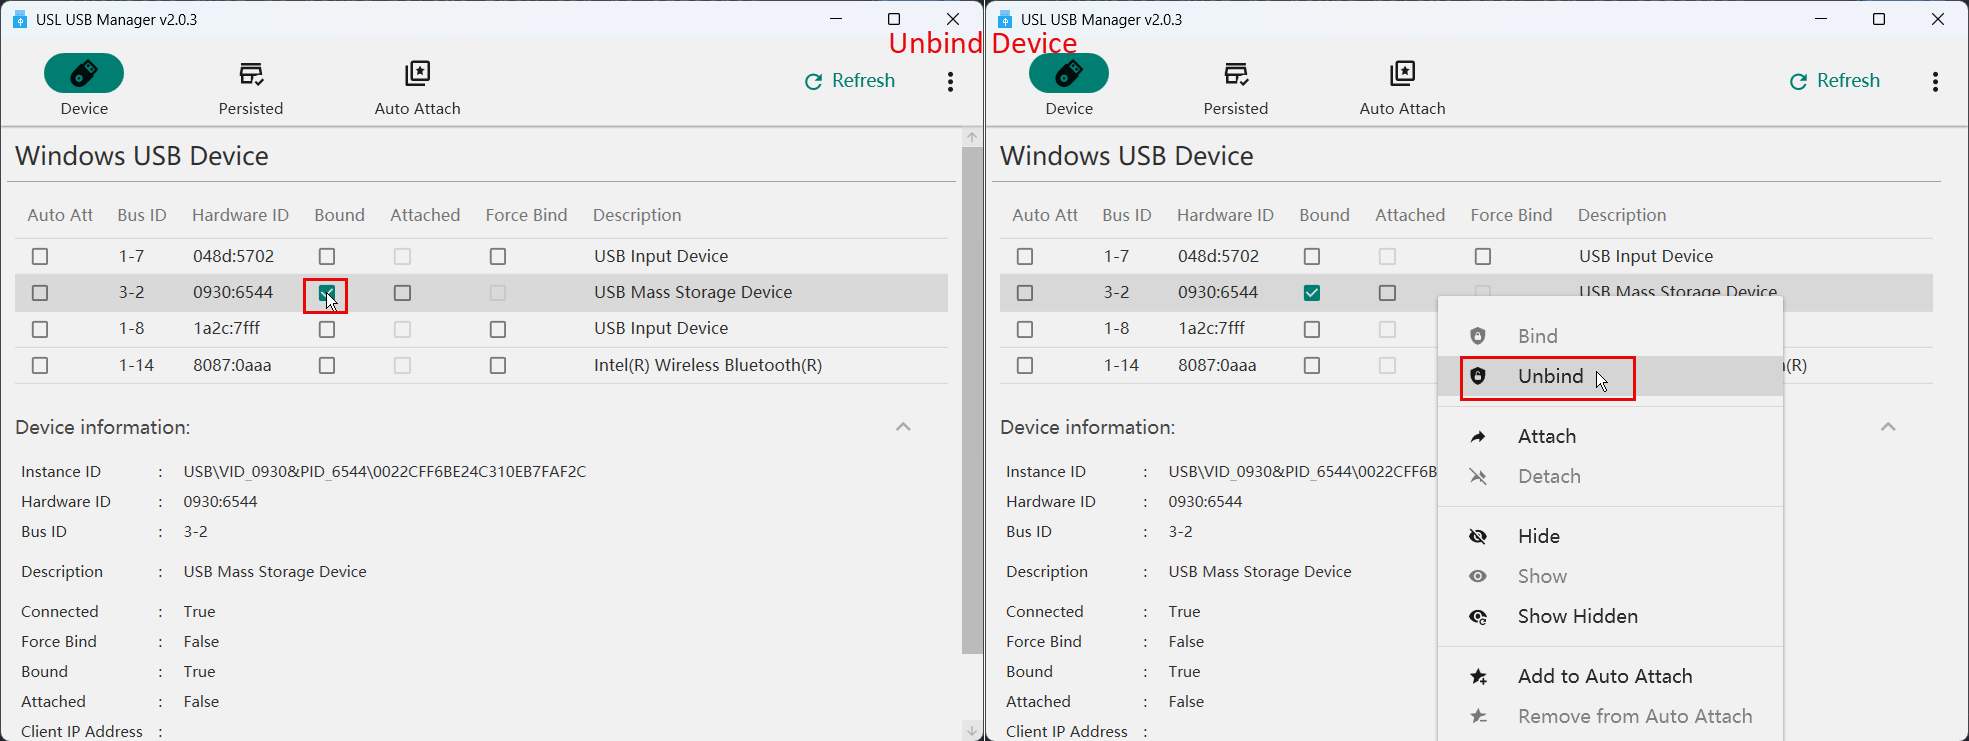 USL USB Manager v2.0.3
Unbind Device
Device
Persisted
Auto Attach
Refresh
Windows USB Device
Auto Att Bus ID Hardware ID Bound Attached Force Bind Description
1-7 048d:5702 USB Input Device
3-2 0930:6544 USB Mass Storage Device
1-8 1a2c:7fff USB Input Device
1-14 8087:0aaa Intel(R) Wireless Bluetooth(R)
Device information:
Instance ID : USB\VID_0930&PID_6544\0022CFF6BE24C310EB7FAF2C
Hardware ID : 0930:6544
Bus ID : 3-2
Description : USB Mass Storage Device
Connected : True
Force Bind : False
Bound : True
Attached : False
Client IP Address :
USL USB Manager v2.0.3
Device
Persisted
Auto Attach
Refresh
Windows USB Device
Auto Att Bus ID Hardware ID Bound Attached Force Bind Description
1-7 048d:5702 USB Input Device
3-2 0930:6544 USB Mass Storage Device
1-8 1a2c:7fff
1-14 8087:0aaa (R)
Device information:
Instance ID : USB\VID_0930&PID_6544\0022CFF6B
Hardware ID : 0930:6544
Bus ID : 3-2
Description : USB Mass Storage Device
Connected : True
Force Bind : False
Bound : True
Attached : False
Client IP Address :
Bind
Unbind
Attach
Detach
Hide
Show
Show Hidden
Add to Auto Attach
Remove from Auto Attach